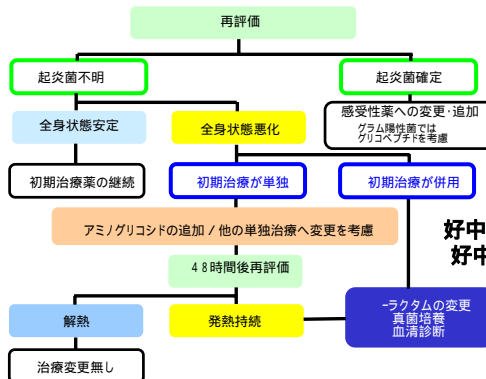 再評価
起炎菌不明
起炎菌確定
感受性薬への変更･追加
グラム陽性菌では
グリコペプチドを考慮
全身状態安定
全身状態悪化
初期治療薬の継続
初期治療が単独
初期治療が併用
アミノグリコシドの追加 / 他の単独治療へ変更を考慮
好中
好中
48時間後再評価
-ラクタムの変更
真菌培養
血清診断
解熱
発熱持続
治療変更無し